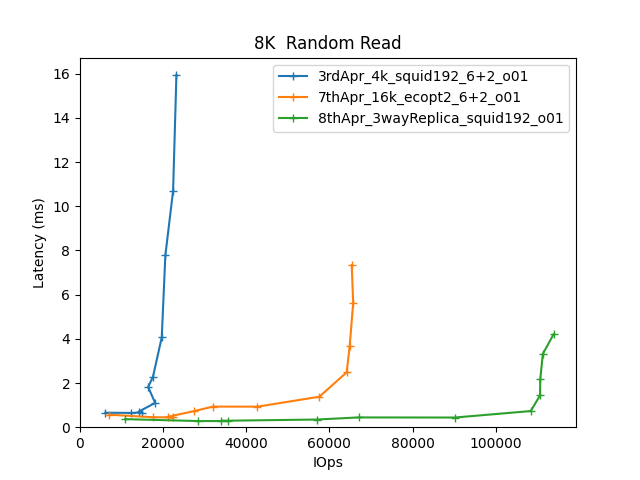 8K  Random Read
16
14
12
10
8
6
4
2
0
Latency (ms)
0
20000
40000
60000
80000
100000
IOps
3rdApr_4k_squid192_6+2_o01
7thApr_16k_ecopt2_6+2_o01
8thApr_3wayReplica_squid192_o01